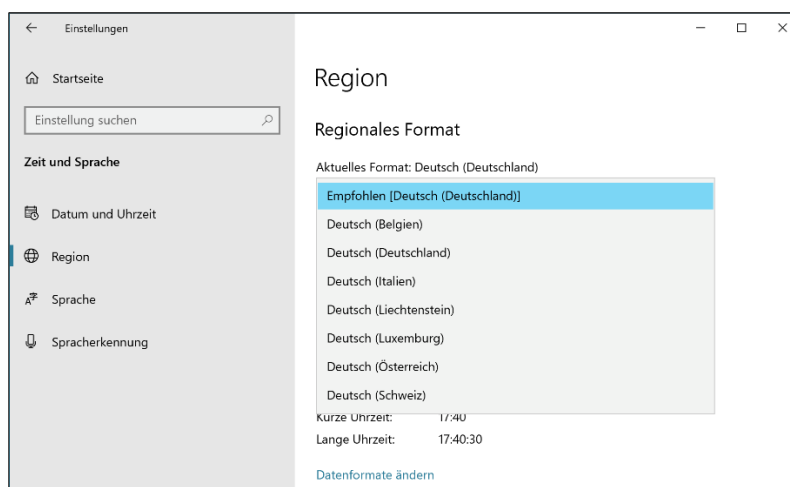 Einstellungen
Startseite
Einstellung suchen
Zeit und Sprache
Datum und Uhrzeit
Region
Sprache
Spracherkennung
Region
Regionales Format
Aktuelles Format: Deutsch (Deutschland)
Empfohlen [Deutsch (Deutschland)]
Deutsch (Belgien)
Deutsch (Deutschland)
Deutsch (Italien)
Deutsch (Liechtenstein)
Deutsch (Luxemburg)
Deutsch (Österreich)
Deutsch (Schweiz)
Kurze Uhrzeit: 17:40
Lange Uhrzeit: 17:40:30
Datenformate ändern